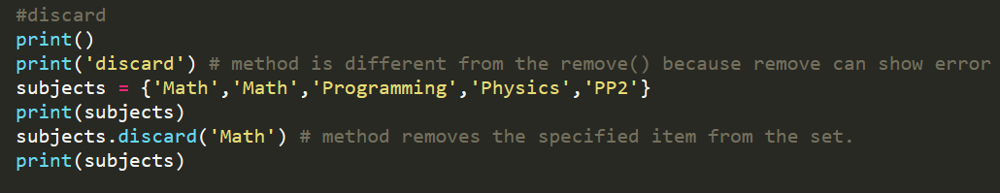 #discard
print()
print('discard') # method is different from the remove() because remove can show error
subjects = {'Math','Math','Programming','Physics','PP2'}
print(subjects)
subjects.discard('Math') # method removes the specified item from the set.
print(subjects)